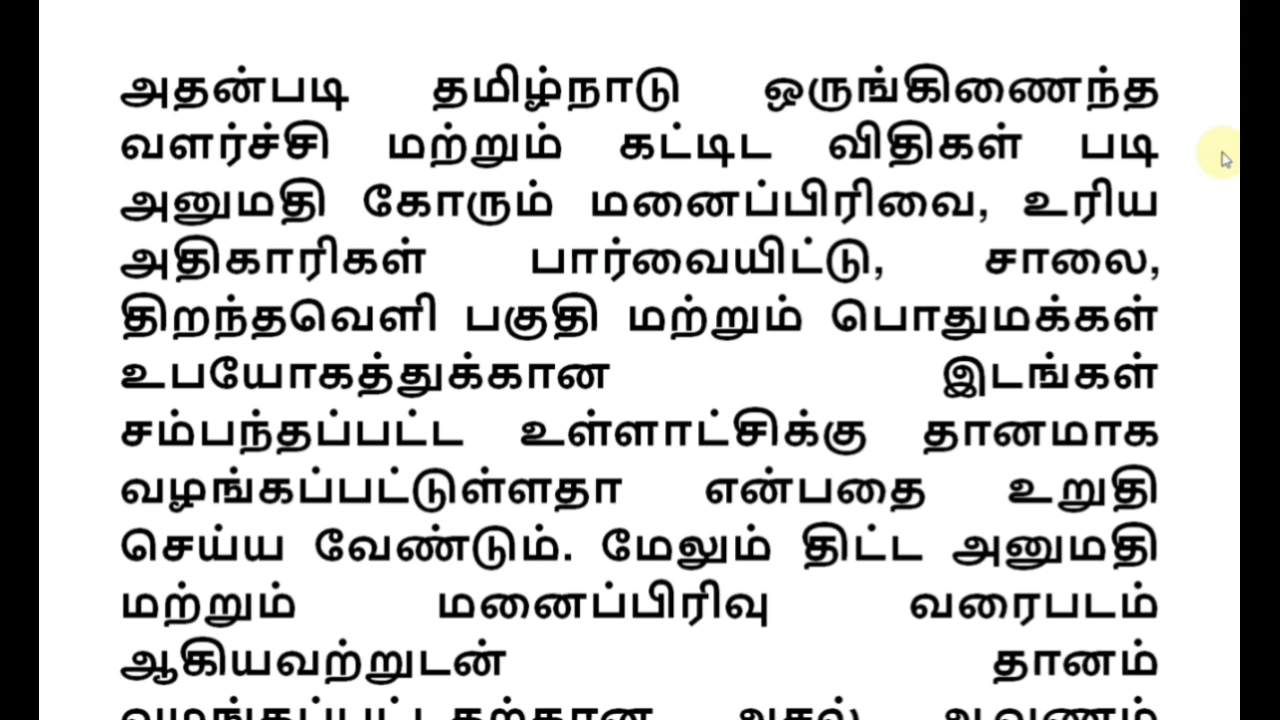 அதன்படி தமிழ்நாடு ஒருங்கிணைந்த
வளர்ச்சி மற்றும் கட்டிட விதிகள் படி
அனுமதி கோரும் மனைப்பிரிவை, உரிய
அதிகாரிகள் பார்வையிட்டு, சாலை,
திறந்தவெளி பகுதி மற்றும் பொதுமக்கள்
உபயோகத்துக்கான இடங்கள்
சம்பந்தப்பட்ட உள்ளாட்சிக்கு தானமாக
வழங்கப்பட்டுள்ளதா என்பதை உறுதி
செய்ய வேண்டும். மேலும் திட்ட அனுமதி
மற்றும் மனைப்பிரிவு வரைபடம்
ஆகியவற்றுடன் தானம்